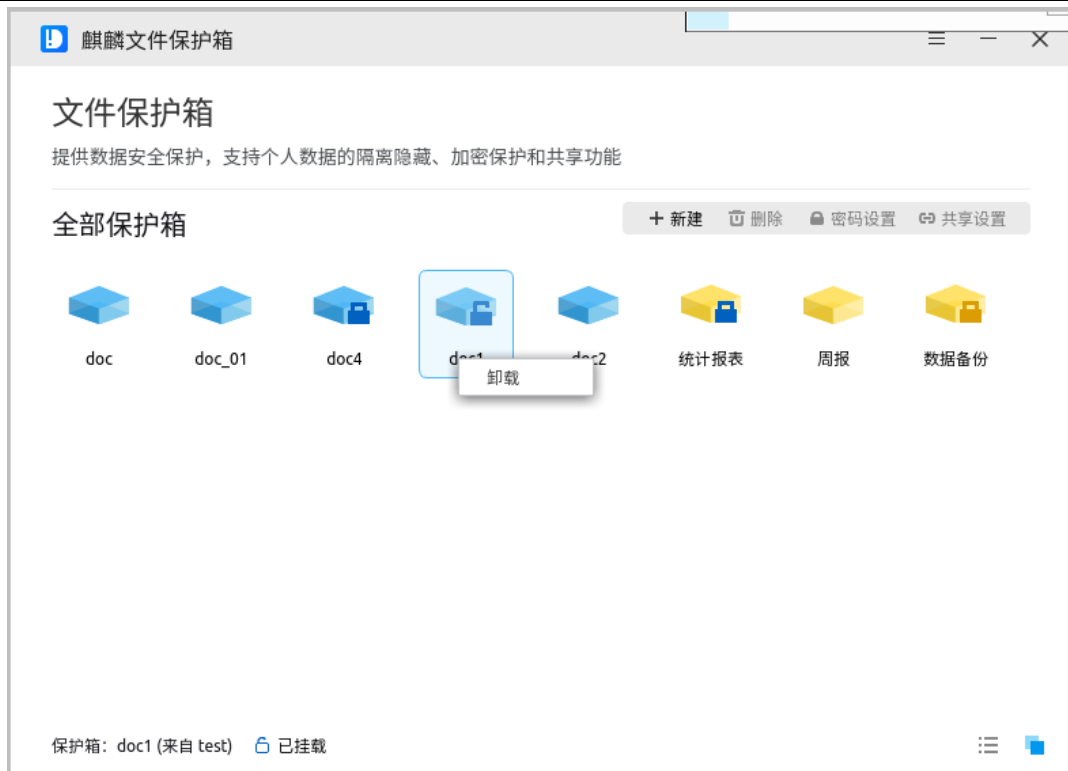 麒麟文件保护箱
文件保护箱
提供数据安全保护，支持个人数据的隔离隐藏、加密保护和共享功能
全部保护箱
新建 删除 密码设置 共享设置
doc doc_01 doc4 doc1 doc2 统计报表 周报 数据备份
卸载
保护箱：doc1 (来自 test) 已挂载